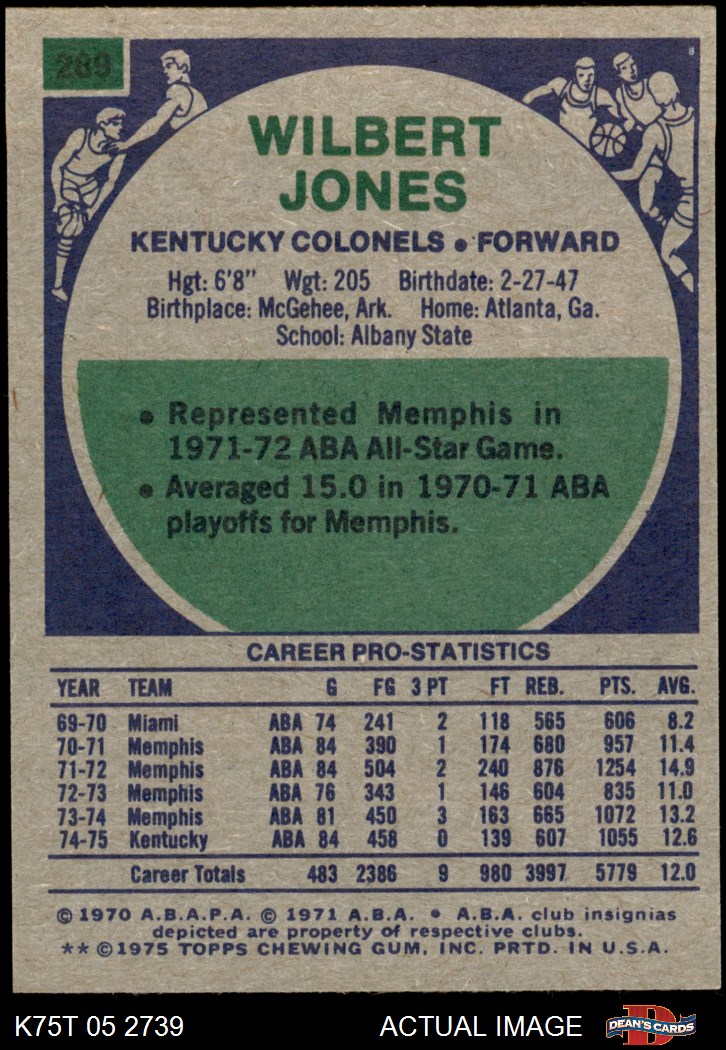 289
8
WILBERT
JONES
KENTUCKY COLONELS • FORWARD
Hgt: 6'8" Wgt: 205 Birthdate: 2-27-47
Birthplace: McGehee, Ark. Home: Atlanta, Ga.
School: Albany State
• Represented Memphis in
1971-72 ABA All-Star Game.
• Averaged 15.0 in 1970-71 ABA
playoffs for Memphis.
CAREER PRO-STATISTICS
YEAR TEAM G FG 3 PT FT REB. PTS. AVG.
69-70 Miami ABA 74 241 2 118 565 606 8.2
70-71 Memphis ABA 84 390 1 174 680 957 11.4
71-72 Memphis ABA 84 504 2 240 876 1254 14.9
72-73 Memphis ABA 76 343 1 146 604 835 11.0
73-74 Memphis ABA 81 450 3 163 665 1072 13.2
74-75 Kentucky ABA 84 458 0 139 607 1055 12.6
Career Totals 483 2386 9 980 3997 5779 12.0
© 1970 A.B.A.P.A. © 1971 A.B.A. • A.B.A. club insignias
depicted are property of respective clubs.
** © 1975 TOPPS CHEWING GUM, INC. PRTD. IN U.S.A.
K75T 05 2739 ACTUAL IMAGE DEAN'S CARDS